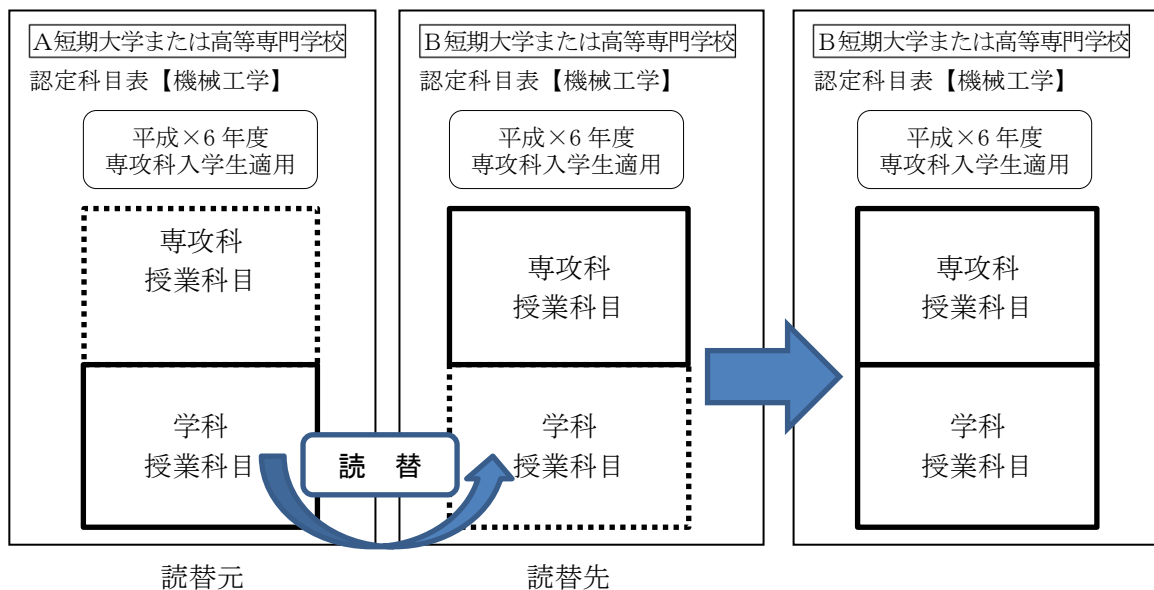 A短期大学または高等専門学校
認定科目表【機械工学】
平成×6 年度
専攻科入学生適用
専攻科
授業科目
学科
授業科目
読替元
読 替
B短期大学または高等専門学校
認定科目表【機械工学】
平成×6 年度
専攻科入学生適用
専攻科
授業科目
学科
授業科目
読替先
B短期大学または高等専門学校
認定科目表【機械工学】
平成×6 年度
専攻科入学生適用
専攻科
授業科目
学科
授業科目